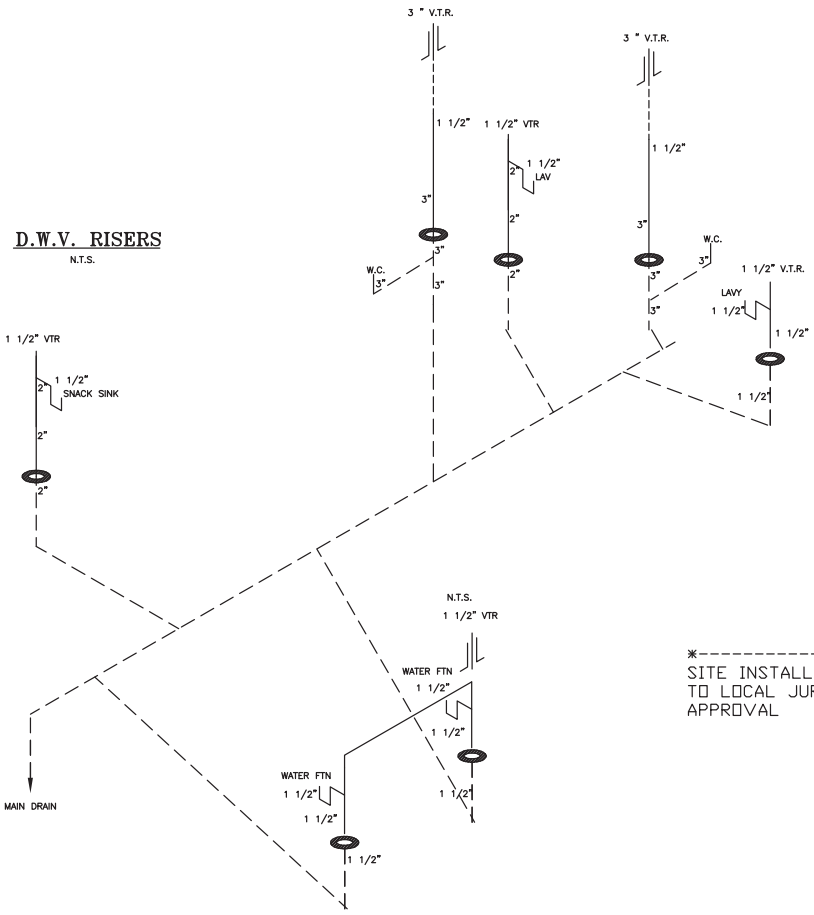 3 " V.T.R.
3 " V.T.R.
1 1/2"
1 1/2" VTR
1 1/2"
2"
1 1/2"
LAV
3"
2"
3"
D.W.V. RISERS
N.T.S.
3"
W.C.
3"
3"
2"
W.C.
3"
3"
3"
1 1/2" V.T.R.
LAVY
1 1/2"
1 1/2"
1 1/2"
1 1/2" VTR
2"
1 1/2"
SNACK SINK
2"
2"
N.T.S.
1 1/2" VTR
WATER FTN
1 1/2"
1 1/2"
WATER FTN
1 1/2"
1 1/2"
1 1/2"
1 1/2"
MAIN DRAIN
*
SITE INSTALL
TO LOCAL
APPROVAL